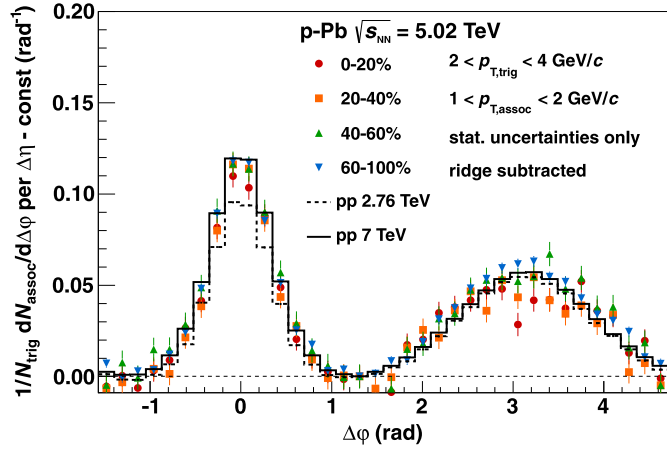 p-Pb √s_NN = 5.02 TeV
0-20%
2 < p_T,trig < 4 GeV/c
20-40%
1 < p_T,assoc < 2 GeV/c
40-60%
stat. uncertainties only
60-100%
ridge subtracted
pp 2.76 TeV
pp 7 TeV
1/N_trig dN_assoc/dΔφ per Δη - const (rad⁻¹)
0.20
0.15
0.10
0.05
0.00
-1
0
1
2
3
4
Δφ (rad)